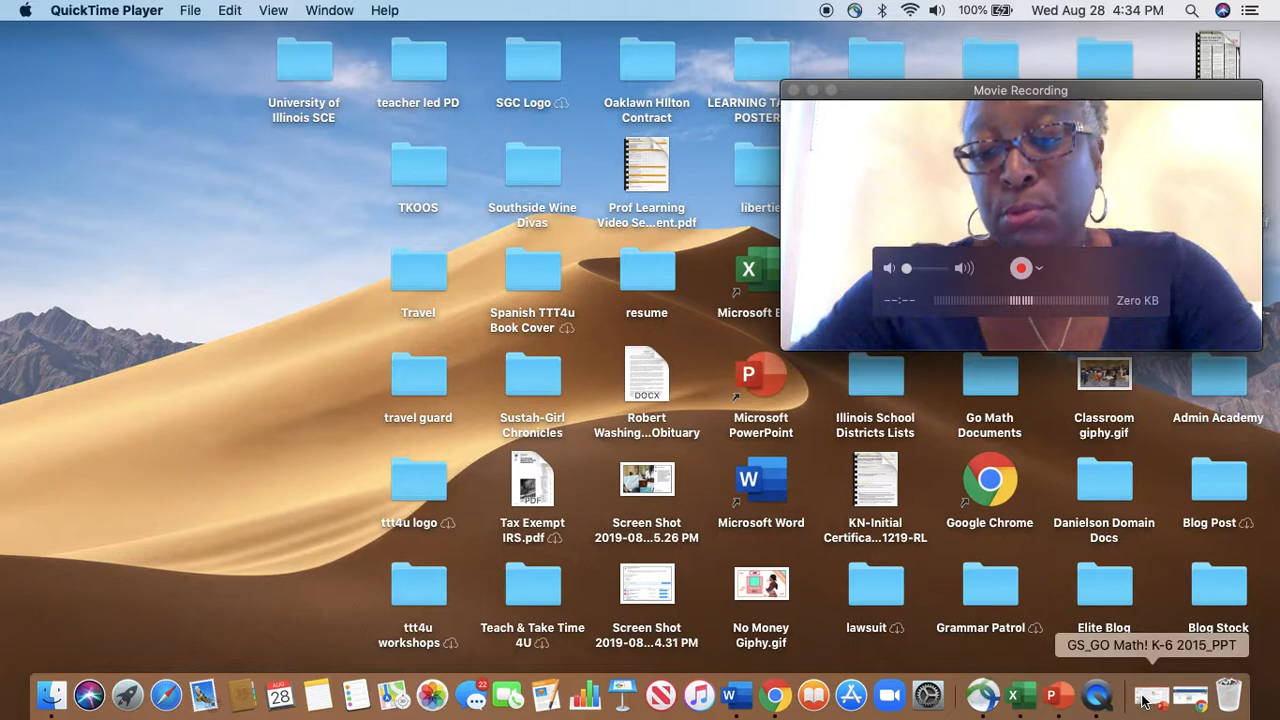 QuickTime Player File Edit View Window Help 100% Wed Aug 28 4:34 PM
Movie Recording
--:-- Zero KB
University of
Illinois SCE
teacher led PD
SGC Logo
Oaklawn HIlton
Contract
LEARNING TA
POSTER
TKOOS
Southside Wine
Divas
Prof Learning
Video Se...ent.pdf
libertie
Travel
Spanish TTT4u
Book Cover
resume
Microsoft E
travel guard
Sustah-Girl
Chronicles
DOCX
Robert
Washing...Obituary
Microsoft
PowerPoint
Illinois School
Districts Lists
Go Math
Documents
Classroom
giphy.gif
Admin Academy
ttt4u logo
PDF
Tax Exempt
IRS.pdf
Screen Shot
2019-08...5.26 PM
Microsoft Word
KN-Initial
Certifica...1219-RL
Google Chrome
Danielson Domain
Docs
Blog Post
ttt4u
workshops
Teach & Take Time
4U
Screen Shot
2019-08...4.31 PM
No Money
Giphy.gif
lawsuit
Grammar Patrol
Elite Blog
Blog Stock
GS_GO Math! K-6 2015_PPT
AUG
28
22